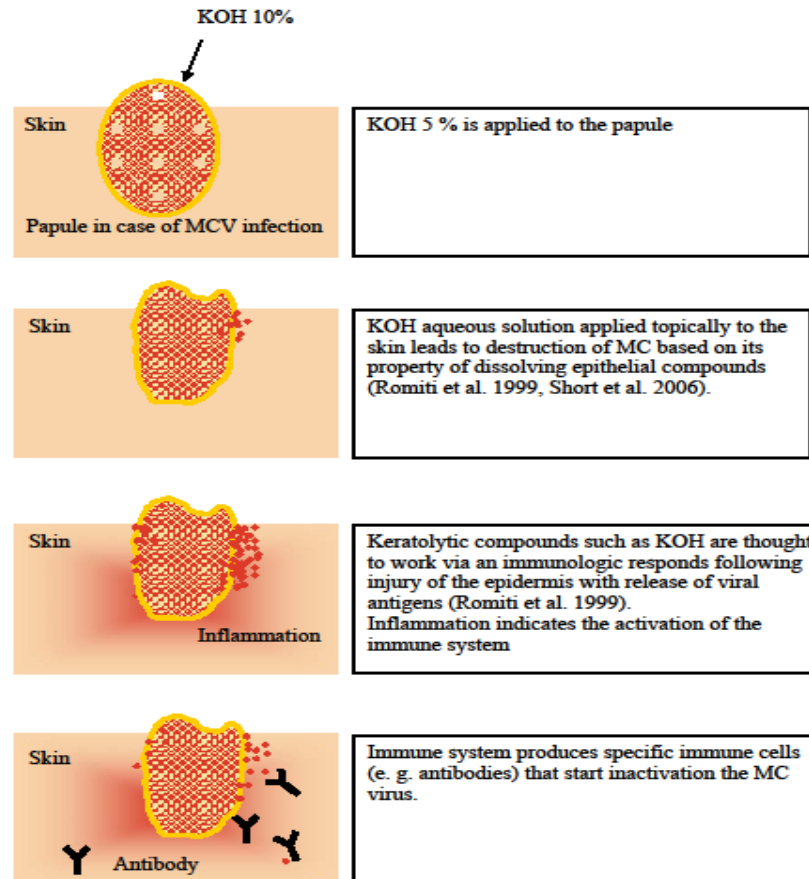 KOH 10%
Skin
Papule in case of MCV infection
KOH 5 % is applied to the papule
Skin
KOH aqueous solution applied topically to the
skin leads to destruction of MC based on its
property of dissolving epithelial compounds
(Romiti et al. 1999, Short et al. 2006).
Skin
Inflammation
Keratolytic compounds such as KOH are thought
to work via an immunologic responds following
injury of the epidermis with release of viral
antigens (Romiti et al. 1999).
Inflammation indicates the activation of the
immune system
Skin
Antibody
Immune system produces specific immune cells
(e. g. antibodies) that start inactivation the MC
virus.